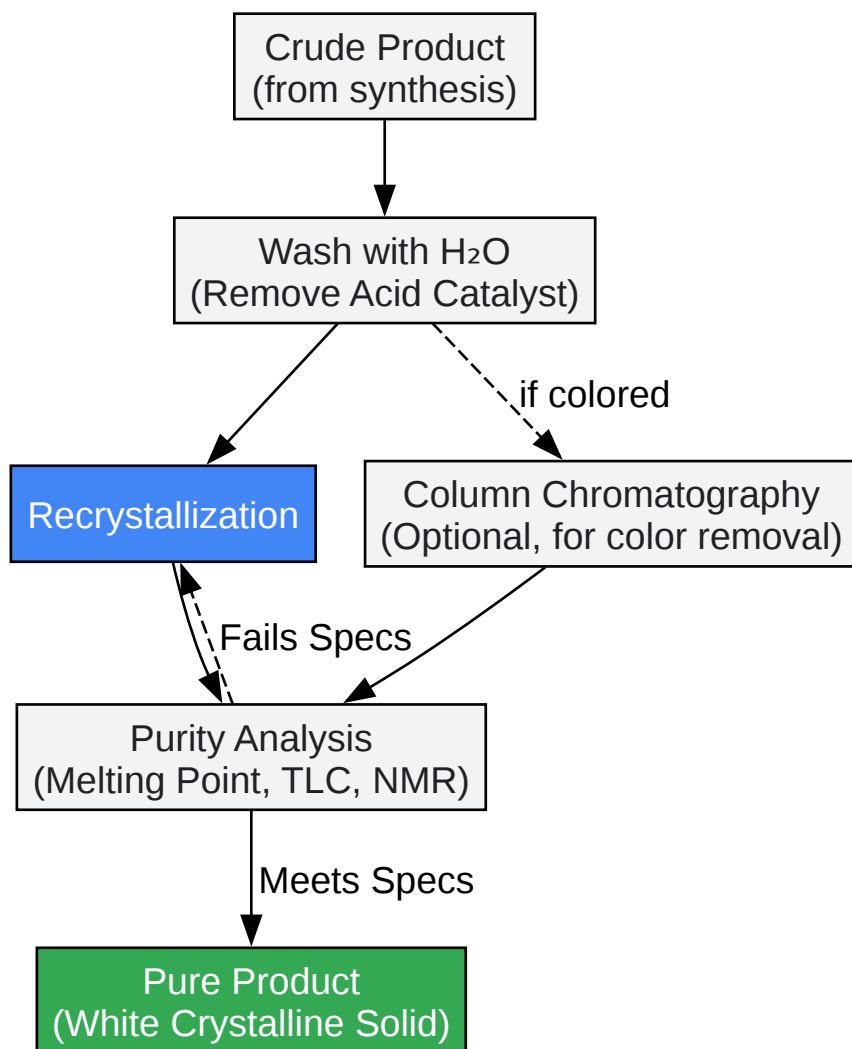 Crude Product
(from synthesis)
Wash with H₂O
(Remove Acid Catalyst)
if colored
Recrystallization
Column Chromatography
(Optional, for color removal)
Fails Specs
Purity Analysis
(Melting Point, TLC, NMR)
Meets Specs
Pure Product
(White Crystalline Solid)